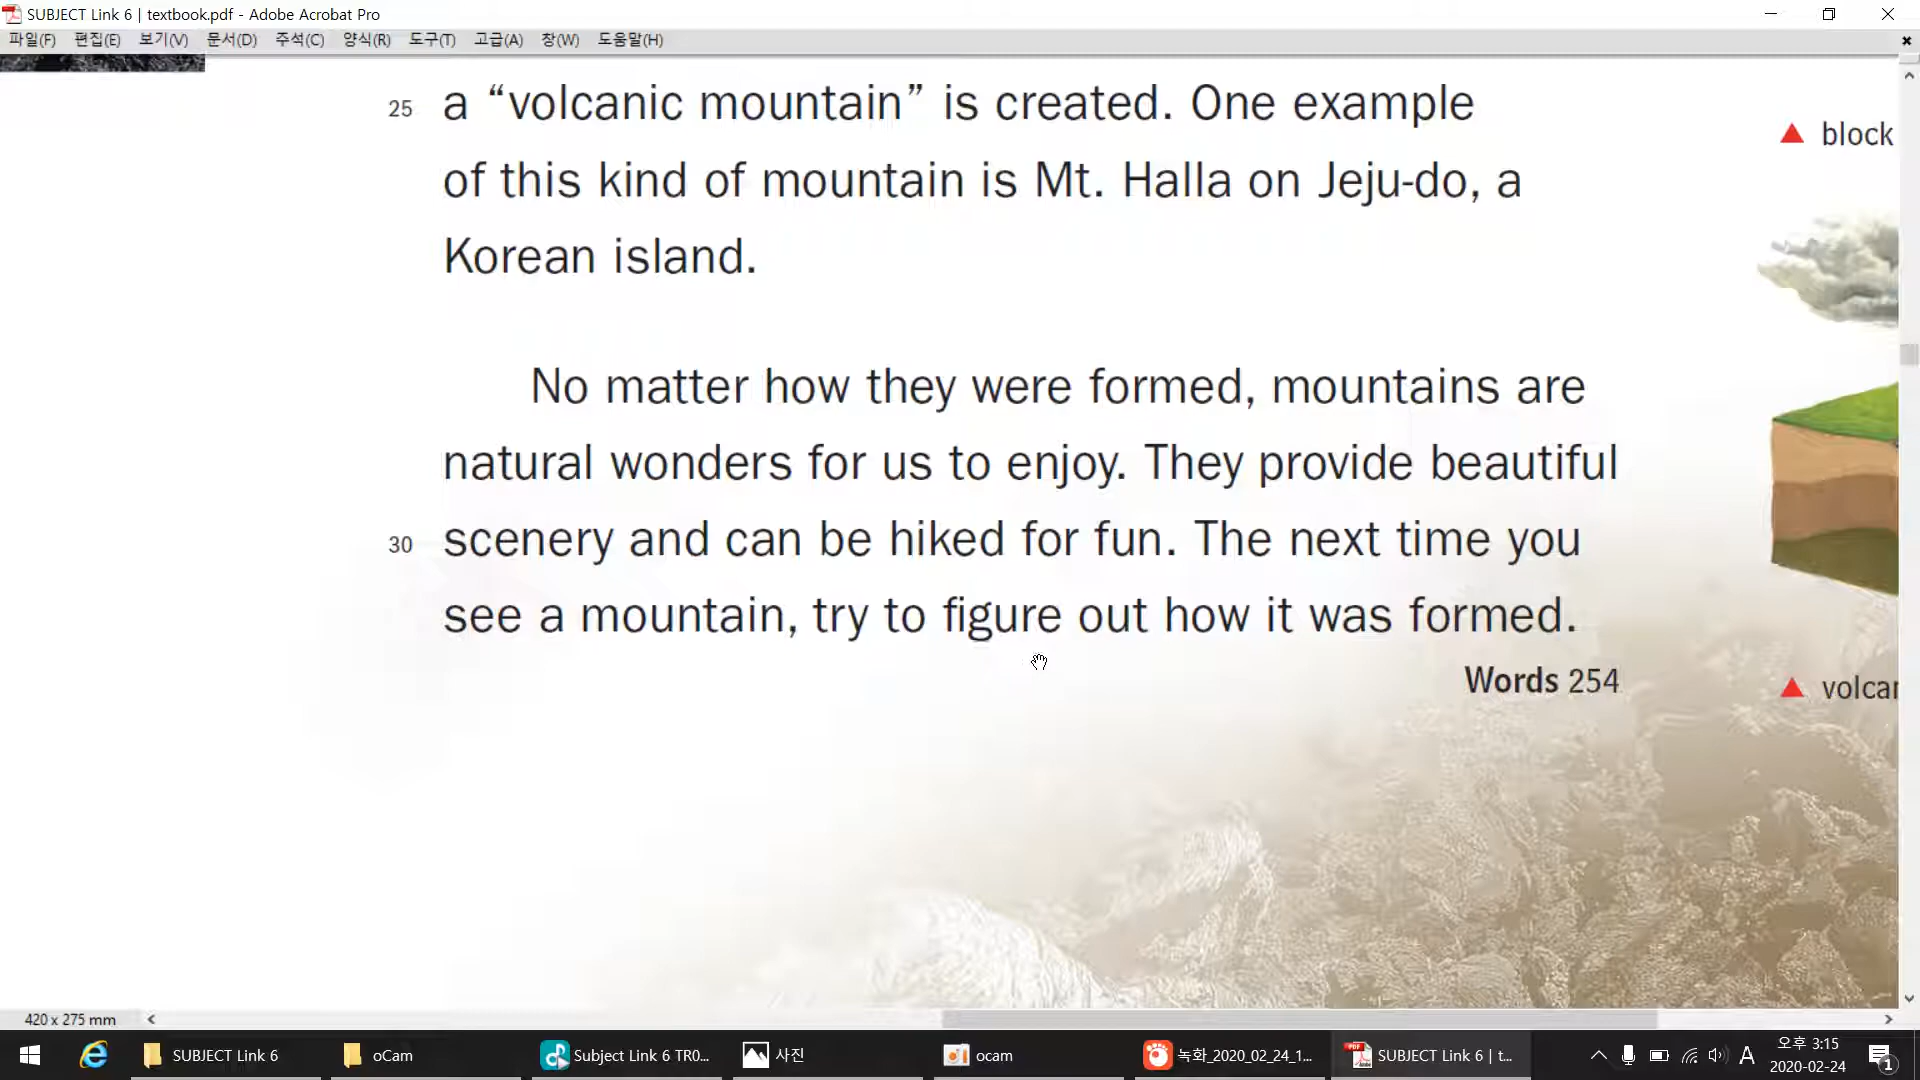 SUBJECT Link 6 | textbook.pdf - Adobe Acrobat Pro
파일(F) 편집(E) 보기(V) 문서(D) 주석(C) 양식(R) 도구(T) 고급(A) 창(W) 도움말(H)
25 a “volcanic mountain” is created. One example
of this kind of mountain is Mt. Halla on Jeju-do, a
Korean island.
block
No matter how they were formed, mountains are
natural wonders for us to enjoy. They provide beautiful
30 scenery and can be hiked for fun. The next time you
see a mountain, try to figure out how it was formed.
Words 254
volcan
420 x 275 mm
SUBJECT Link 6
oCam
Subject Link 6 TR0...
사진
ocam
녹화_2020_02_24_1...
SUBJECT Link 6 | t...
A
오후 3:15
2020-02-24
1